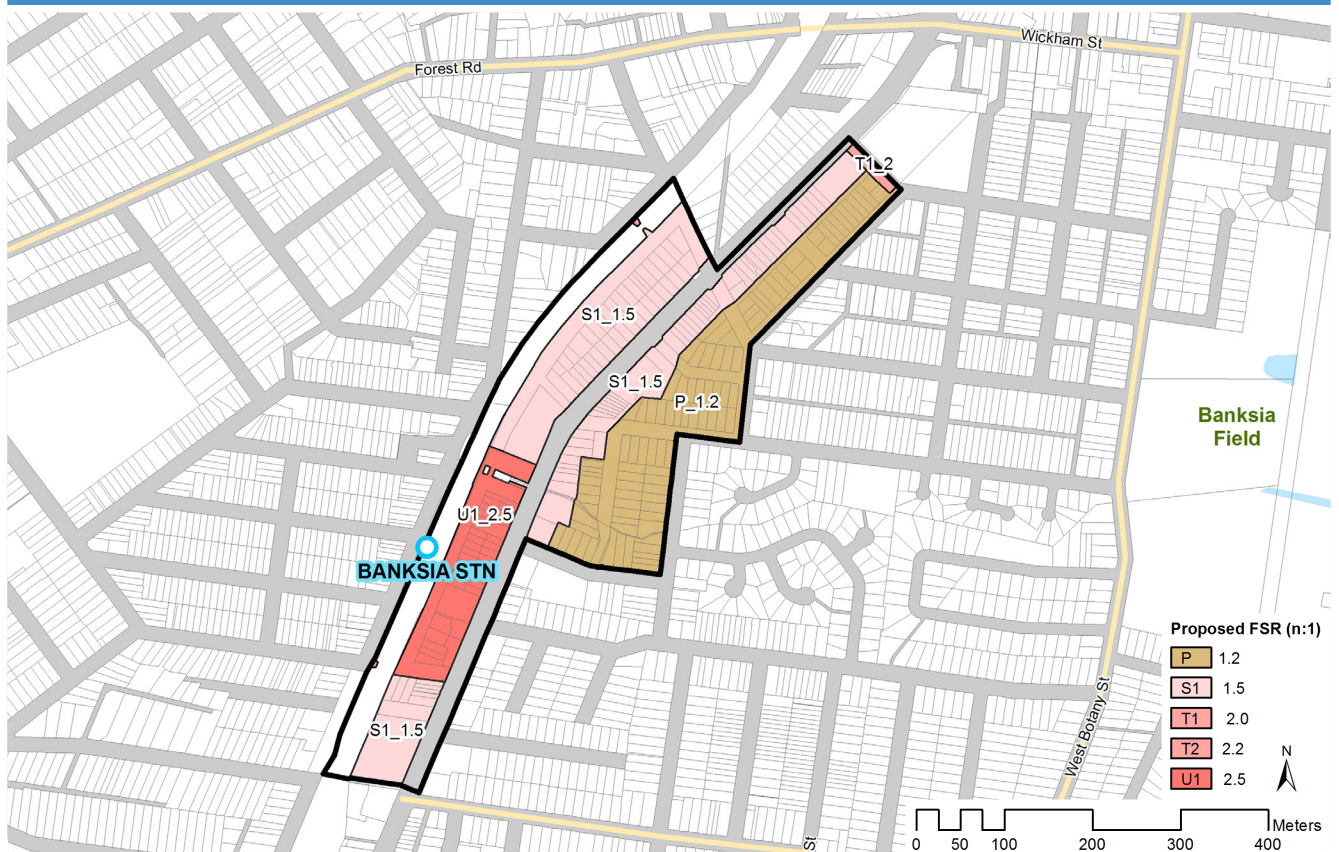 Wickham St
Forest Rd
T1_2
S1_1.5
S1_1.5
P_1.2
Banksia
Field
U1_2.5
BANKSIA STN
S1_1.5
West Botany St
St
Proposed FSR (n:1)
P 1.2
S1 1.5
T1 2.0
T2 2.2
U1 2.5
N
Meters
0 50 100 200 300 400